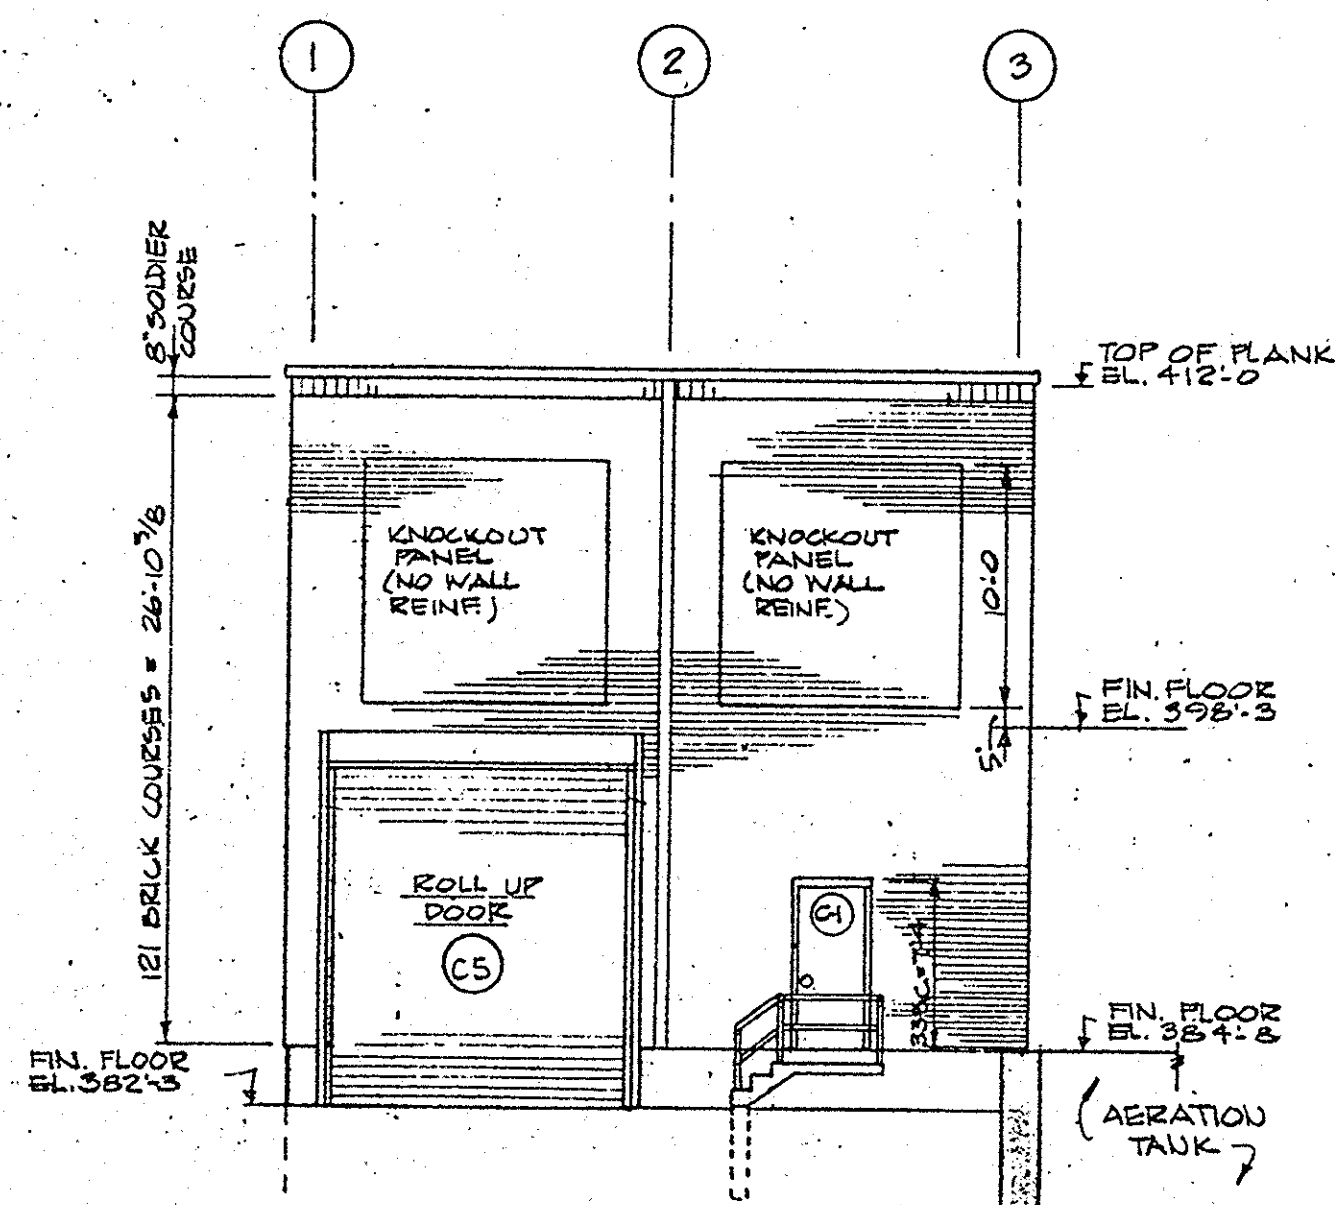 1
2
3
8" SOLDIER
COURSE
TOP OF PLANK
EL. 412'-0
121 BRICK COURSES = 26'-10 3/8
KNOCKOUT
PANEL
(NO WALL
REINF.)
KNOCKOUT
PANEL
(NO WALL
REINF.)
10'-0
FIN. FLOOR
EL. 398'-3
ROLL UP
DOOR
C5
FIN. FLOOR
EL. 384'-8
FIN. FLOOR
EL. 382'-3
AERATION
TANK